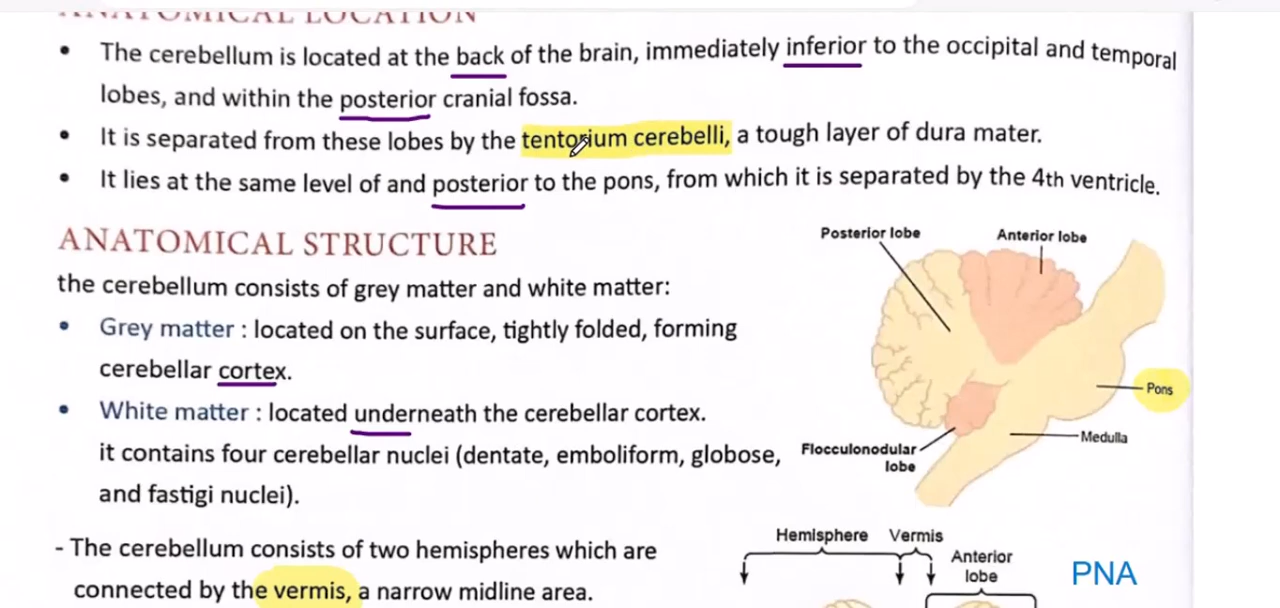 ANATOMICAL LOCATION
• The cerebellum is located at the back of the brain, immediately inferior to the occipital and temporal
lobes, and within the posterior cranial fossa.
• It is separated from these lobes by the tentorium cerebelli, a tough layer of dura mater.
• It lies at the same level of and posterior to the pons, from which it is separated by the 4th ventricle.
ANATOMICAL STRUCTURE
the cerebellum consists of grey matter and white matter:
• Grey matter : located on the surface, tightly folded, forming
cerebellar cortex.
• White matter : located underneath the cerebellar cortex.
it contains four cerebellar nuclei (dentate, emboliform, globose,
and fastigi nuclei).
- The cerebellum consists of two hemispheres which are
connected by the vermis, a narrow midline area.
Posterior lobe
Anterior lobe
Pons
Medulla
Flocculonodular
lobe
Hemisphere
Vermis
Anterior
lobe
PNA